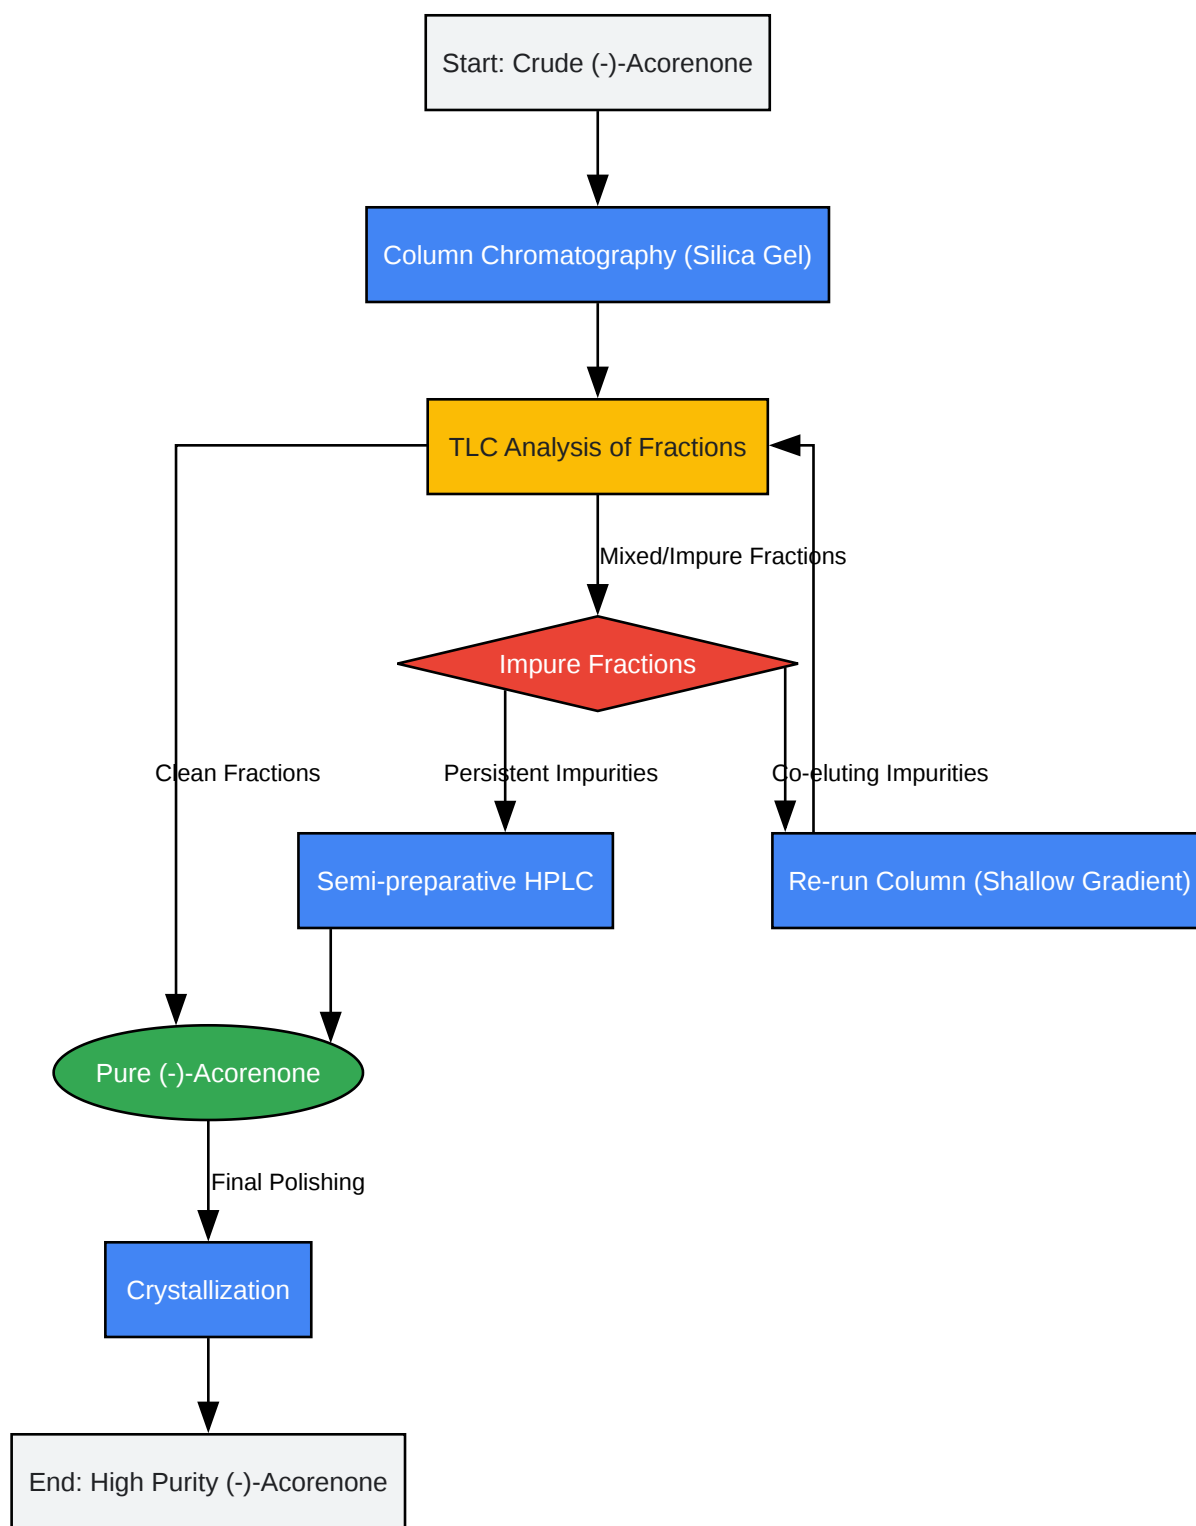 Start: Crude (-)-Acorenone
Column Chromatography (Silica Gel)
TLC Analysis of Fractions
Mixed/Impure Fractions
Impure Fractions
Clean Fractions
Persistent Impurities
Co-eluting Impurities
Semi-preparative HPLC
Re-run Column (Shallow Gradient)
Pure (-)-Acorenone
Final Polishing
Crystallization
End: High Purity (-)-Acorenone